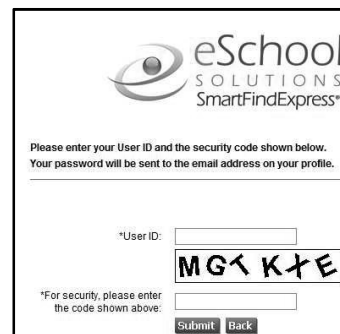 eSchool
SOLUTIONS
SmartFindExpress
Please enter your User ID and the security code shown below.
Your password will be sent to the email address on your profile.
*User ID:
*For security, please enter
the code shown above:
Submit Back